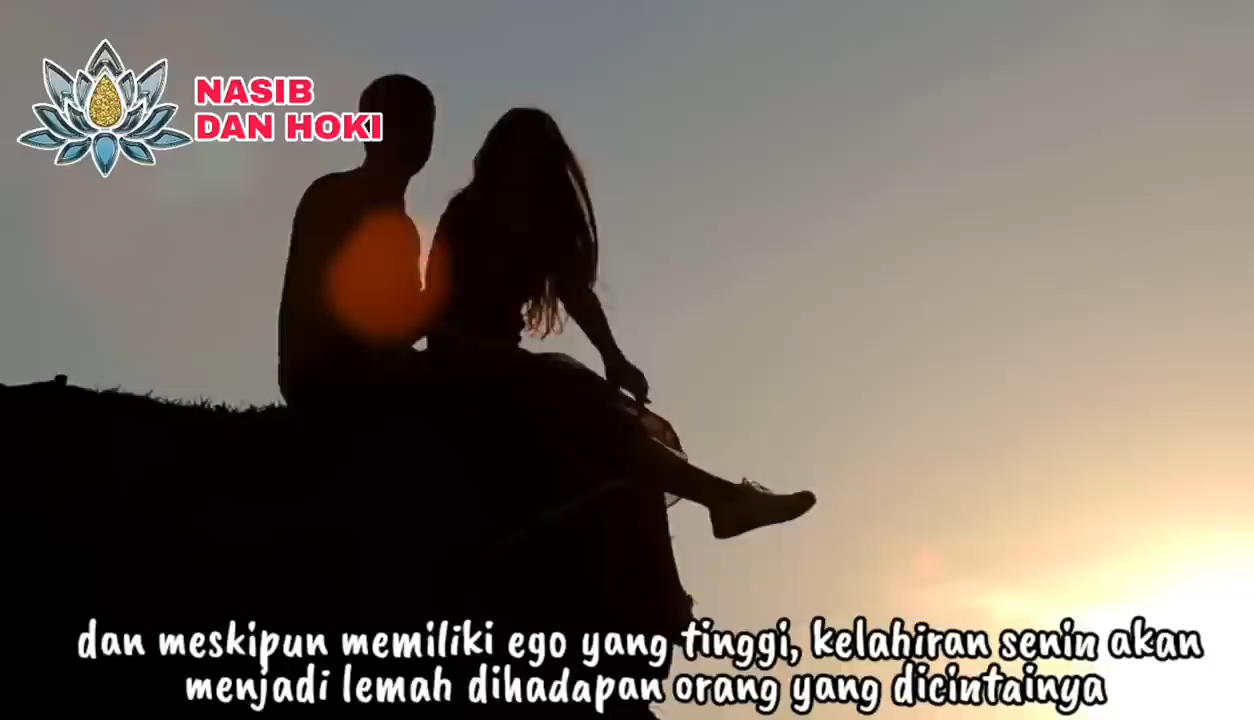 NASIB
DAN HOKI
dan meskipun memiliki ego yang tinggi, kelahiran senin akan
menjadi lemah dihadapan orang yang dicintainya